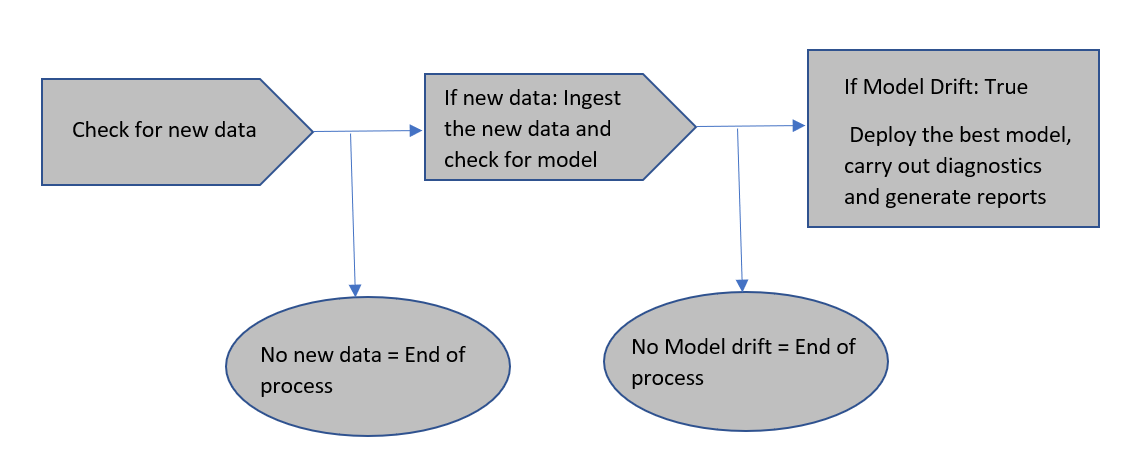 Check for new data
If new data: Ingest
the new data and
check for model
If Model Drift: True
Deploy the best model,
carry out diagnostics
and generate reports
No new data = End of
process
No Model drift = End of
process